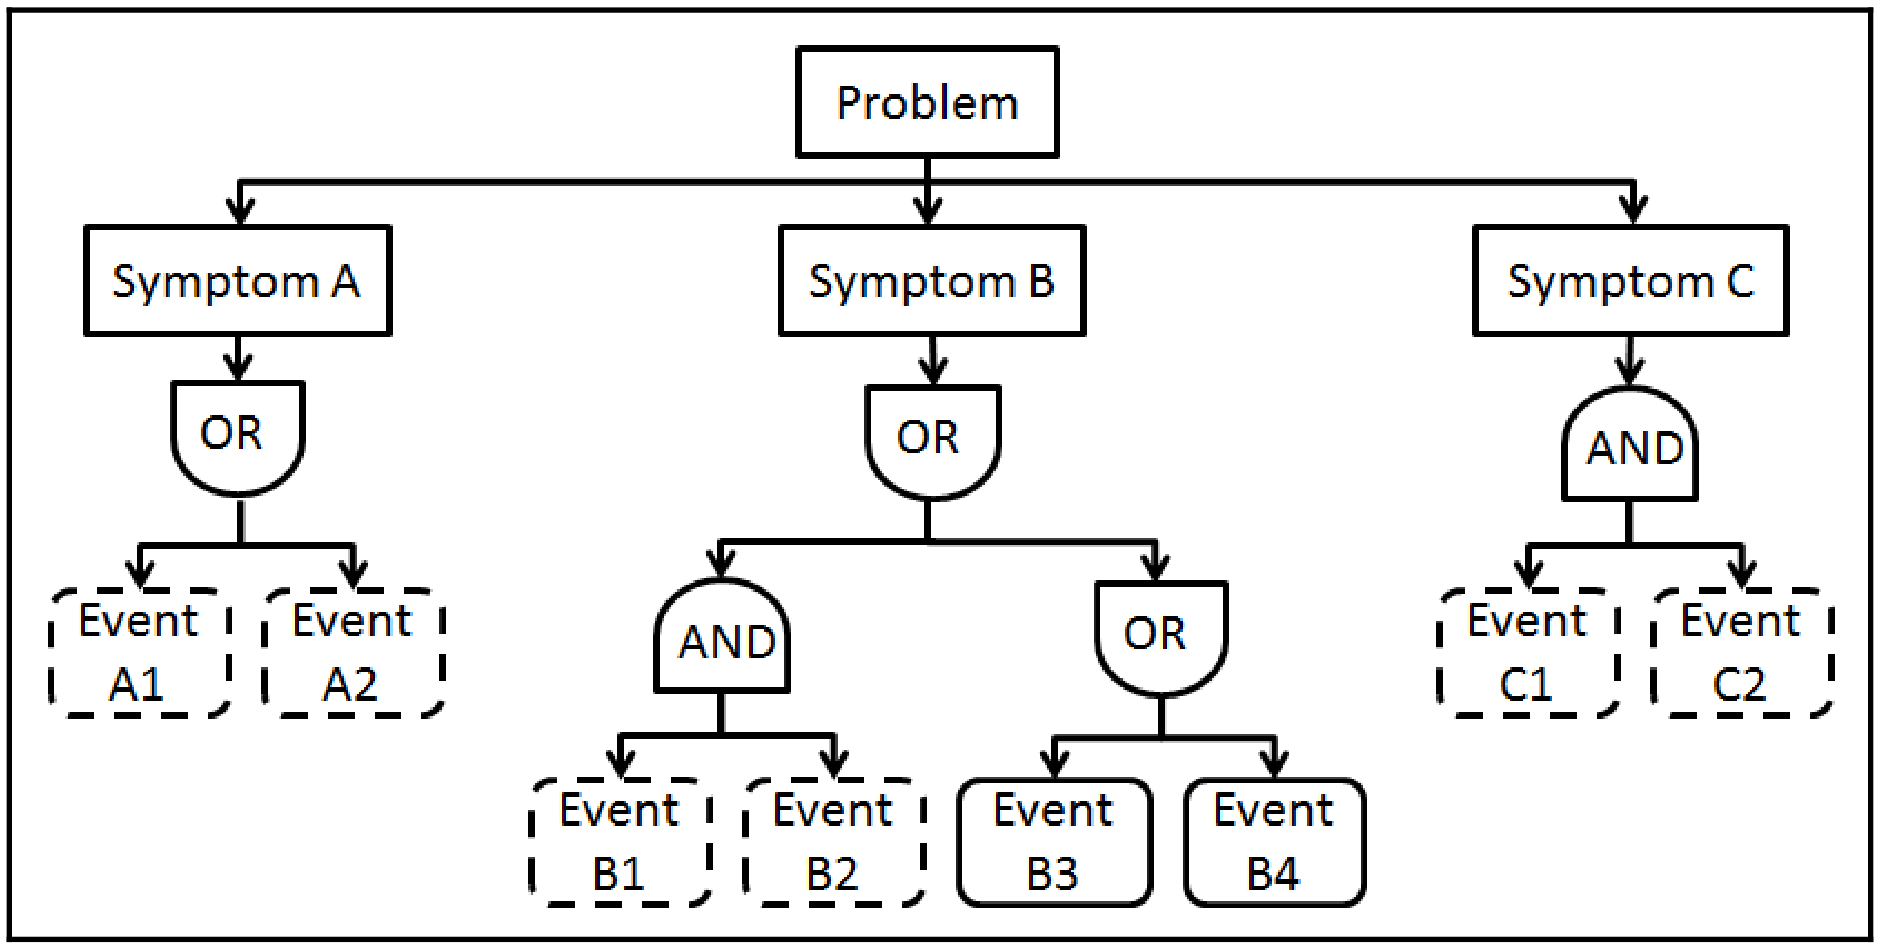 Problem
Symptom A
Symptom B
Symptom C
OR
OR
AND
Event
A1
Event
A2
AND
OR
Event
C1
Event
C2
Event
B1
Event
B2
Event
B3
Event
B4